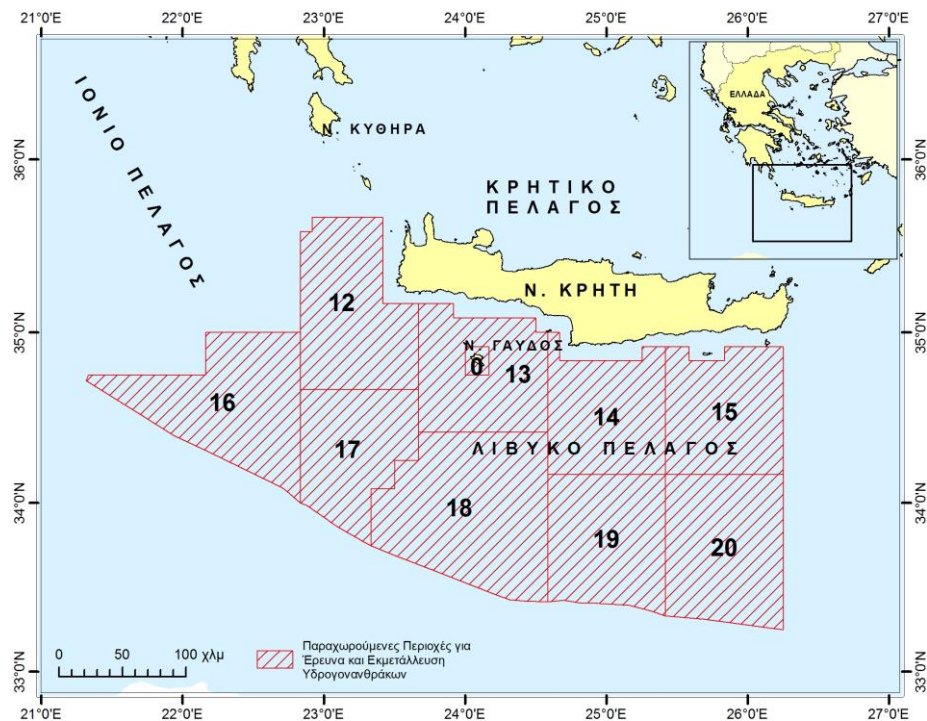 21°0'E 22°0'E 23°0'E 24°0'E 25°0'E 26°0'E 27°0'E
ΕΛΛΑΔΑ
ΙΟΝΙΟ ΠΕΛΑΓΟΣ
Ν. ΚΥΘΗΡΑ
36°0'N 36°0'N
ΚΡΗΤΙΚΟ
ΠΕΛΑΓΟΣ
Ν. ΚΡΗΤΗ
12
35°0'N 35°0'N
Ν. ΓΑΥΔΟΣ
0
13
16
14
15
17
ΛΙΒΥΚΟ ΠΕΛΑΓΟΣ
34°0'N 34°0'N
18
19
20
0 50 100 χλμ
Παραχωρούμενες Περιοχές για
Έρευνα και Εκμετάλλευση
Υδρογονανθράκων
33°0'N 33°0'N
21°0'E 22°0'E 23°0'E 24°0'E 25°0'E 26°0'E 27°0'E